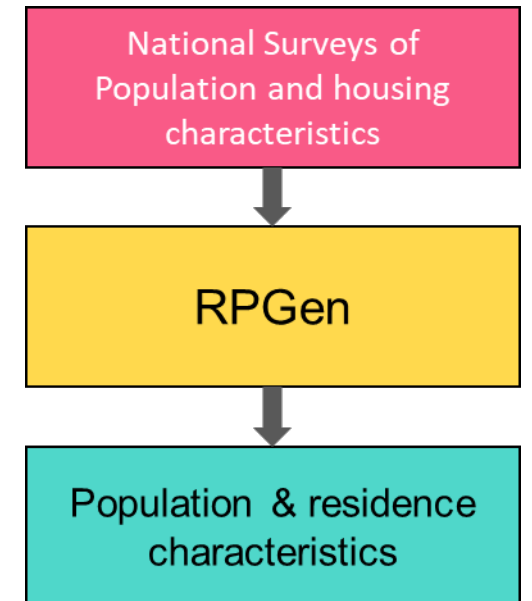 National Surveys of
Population and housing
characteristics
RPGen
Population & residence
characteristics